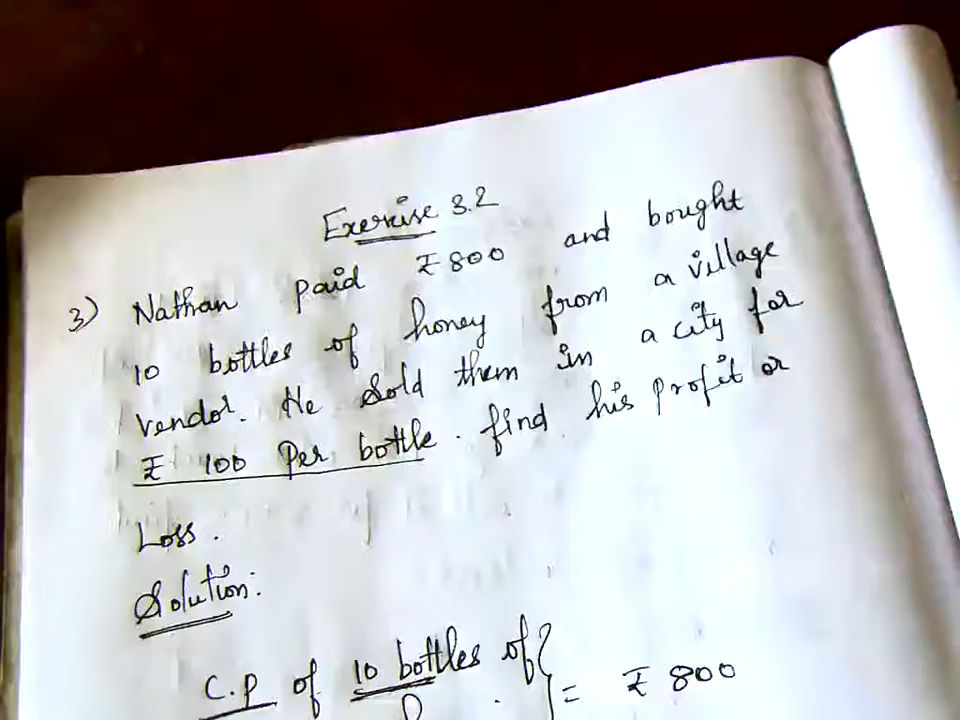 Exercise 3.2
3) Nathan paid ₹800 and bought
10 bottles of honey from a village
vendor. He Sold them in a city for
₹ 100 Per bottle. find his profit or
Loss.
Solution:
C.P of 10 bottles of } = ₹ 800